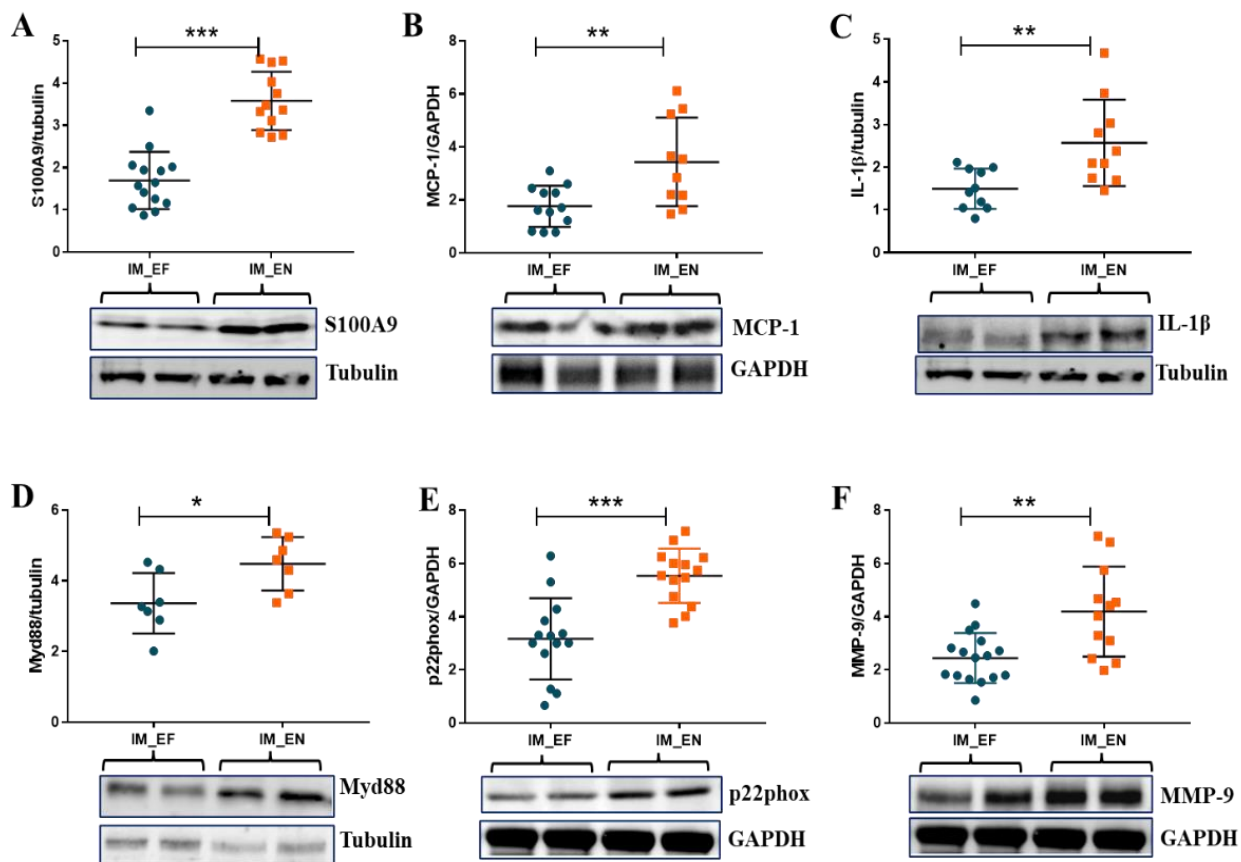 A
***
S100A9/tubulin
5
4
3
2
1
0
IM_EF
IM_EN
S100A9
Tubulin
B
**
MCP-1/GAPDH
8
6
4
2
0
IM_EF
IM_EN
MCP-1
GAPDH
C
**
IL-1β/tubulin
5
4
3
2
1
0
IM_EF
IM_EN
IL-1β
Tubulin
D
*
Myd88/tubulin
6
4
2
0
IM_EF
IM_EN
Myd88
Tubulin
E
***
p22phox/GAPDH
8
6
4
2
0
IM_EF
IM_EN
p22phox
GAPDH
F
**
MMP-9/GAPDH
8
6
4
2
0
IM_EF
IM_EN
MMP-9
GAPDH